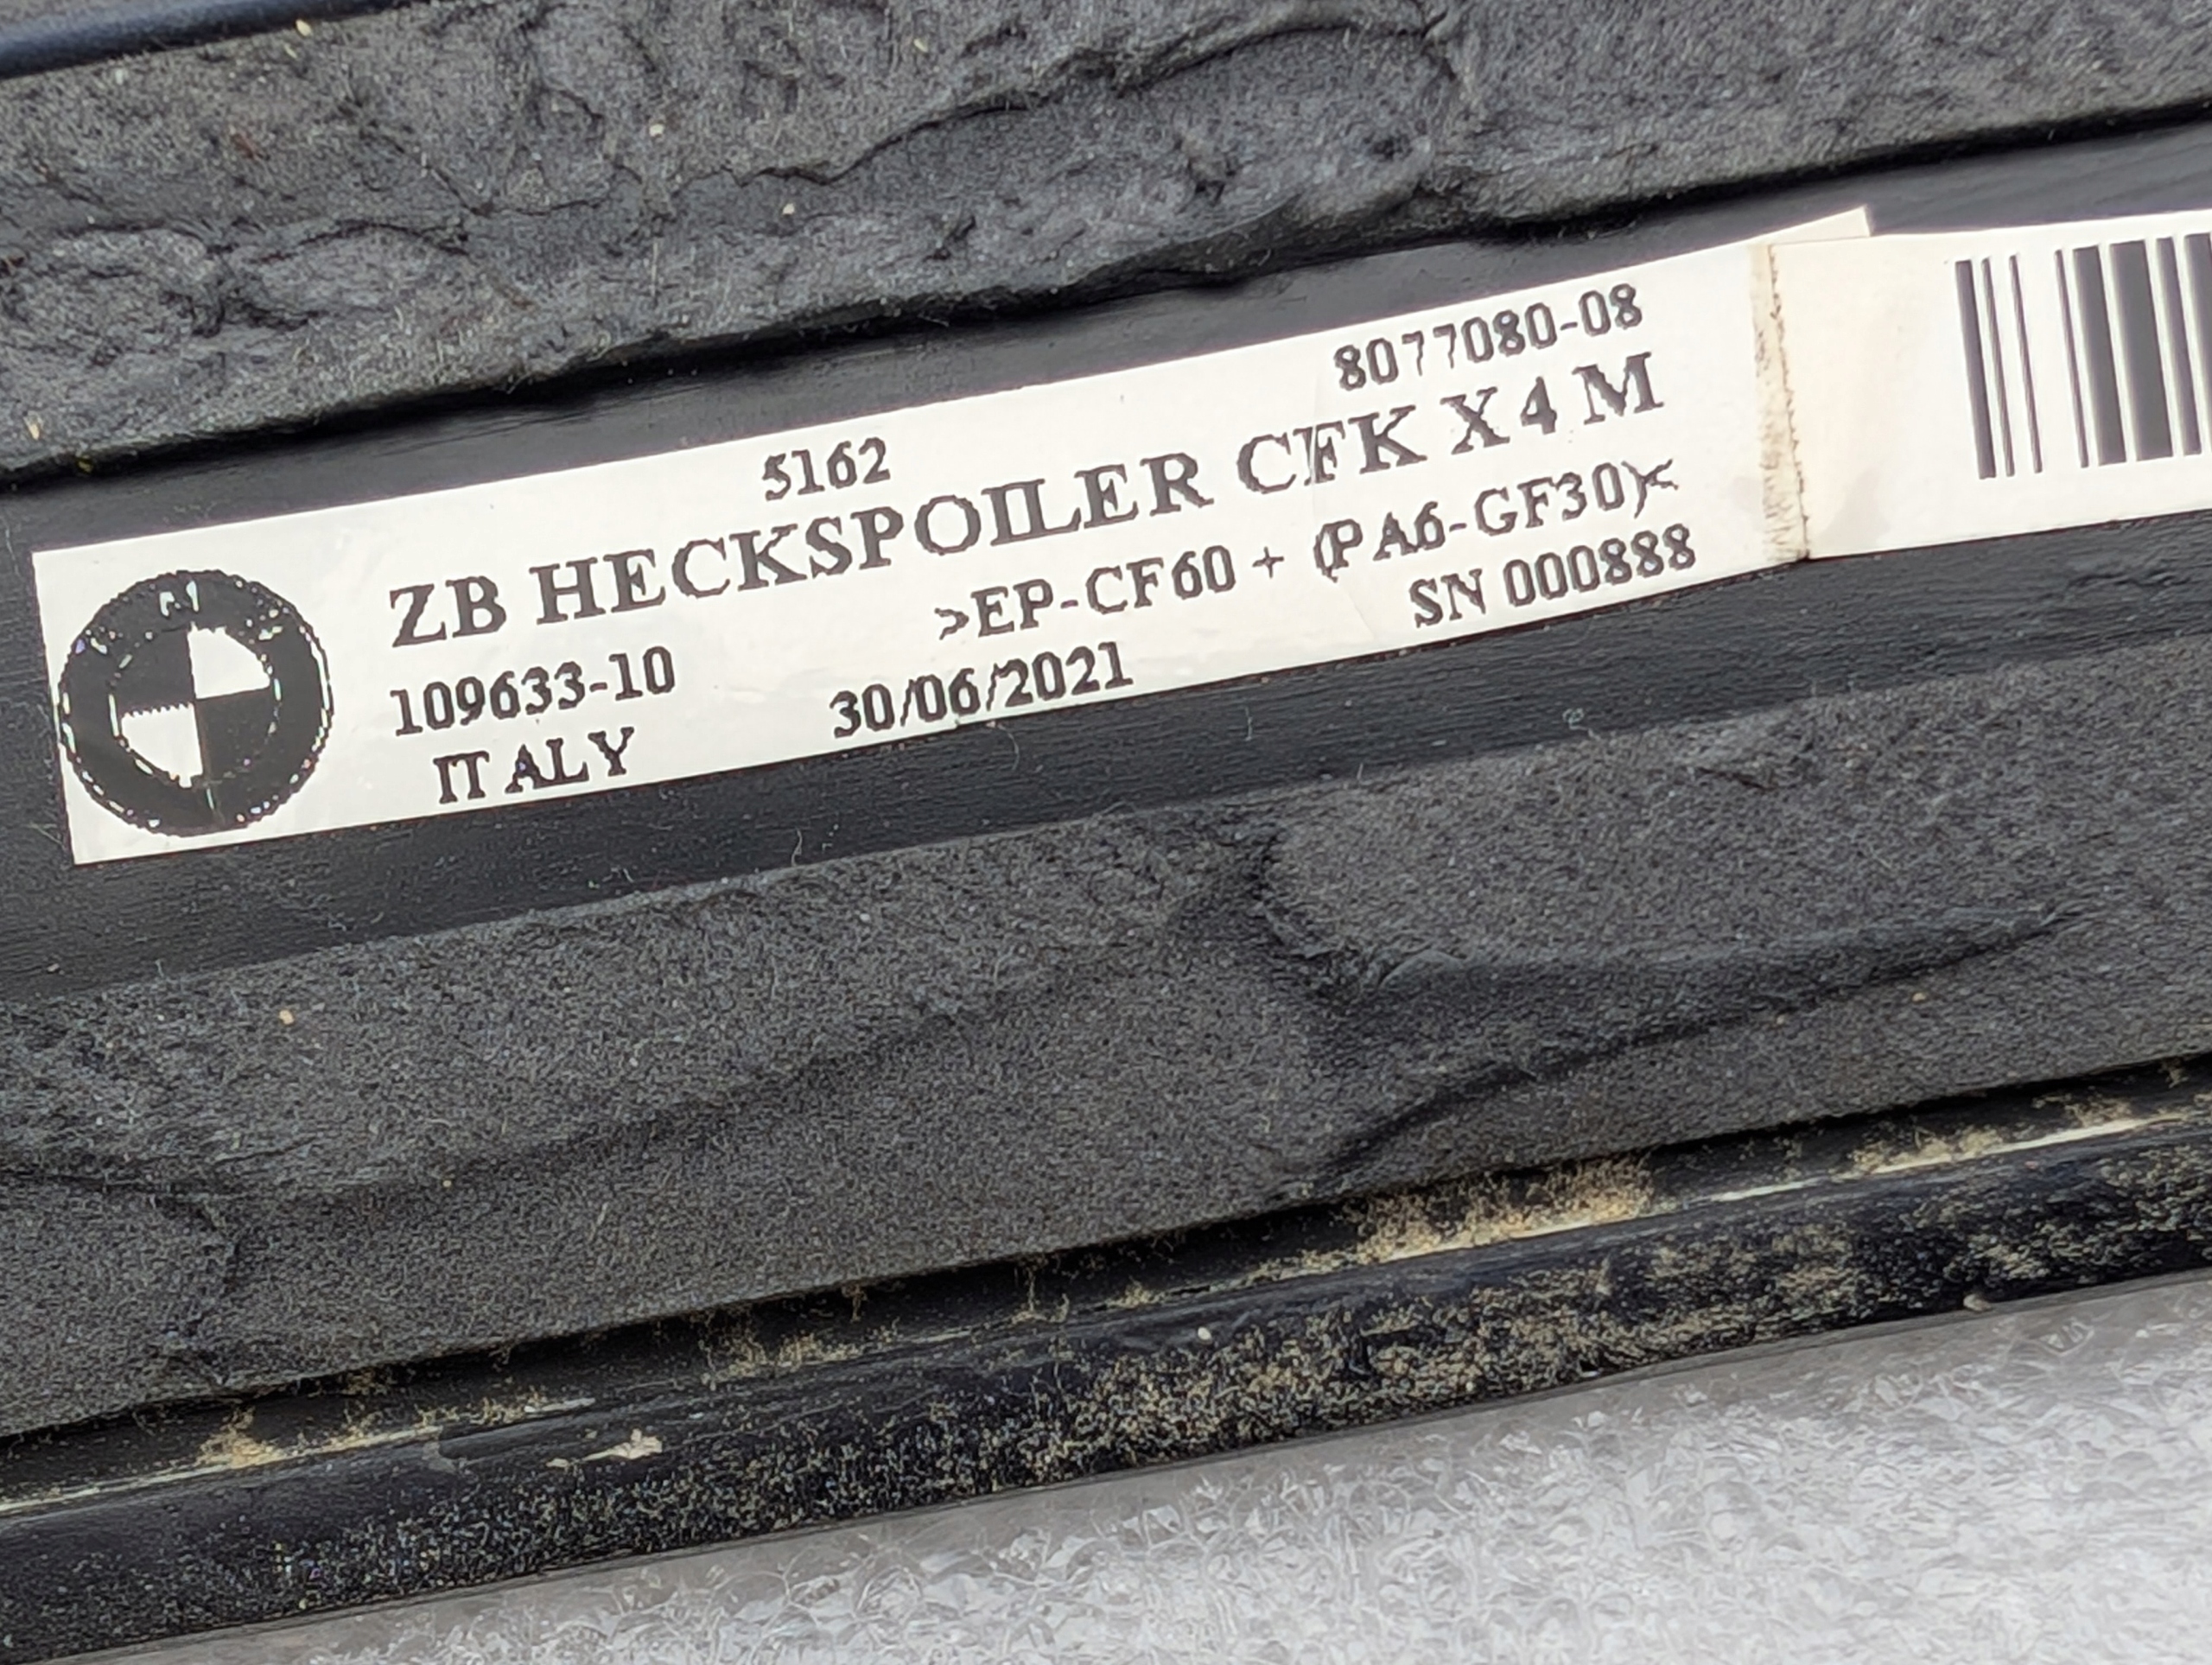 5162
8077080-08
ZB HECKSPOILER CFK X4 M
>EP-CF60 + (PA6-GF30)<
109633-10
30/06/2021
SN 000888
ITALY